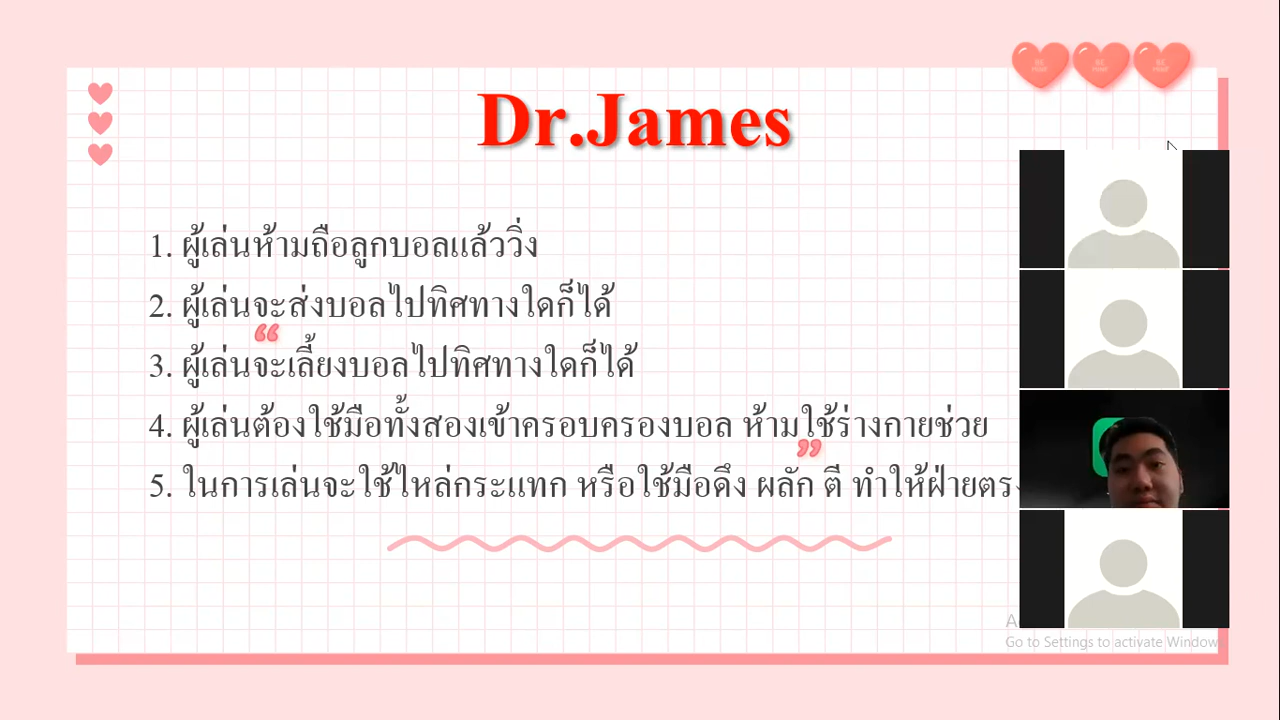 Dr.James
1. ผู้เล่นห้ามถือลูกบอลแล้ววิ่ง
2. ผู้เล่นจะส่งบอลไปทิศทางใดก็ได้
3. ผู้เล่นจะเลี้ยงบอลไปทิศทางใดก็ได้
4. ผู้เล่นต้องใช้มือทั้งสองเข้าครอบครองบอล ห้ามใช้ร่างกายช่วย
5. ในการเล่นจะใช้ไหล่กระแทก หรือใช้มือดึง ผลัก ตี ทำให้ฝ่ายตรง
Go to Settings to activate Windows